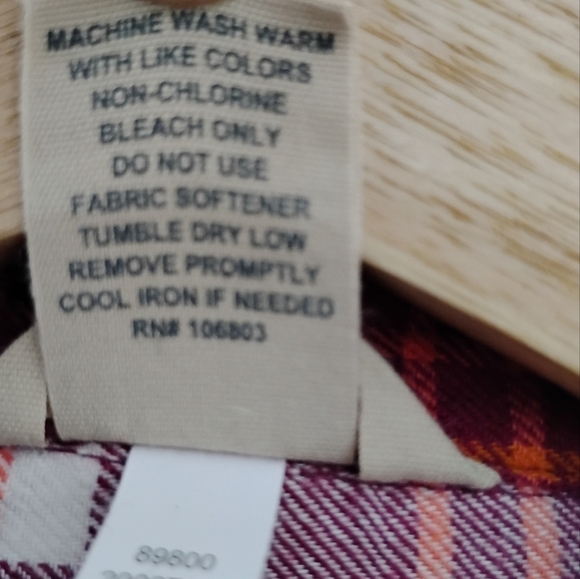 MACHINE WASH WARM
WITH LIKE COLORS
NON-CHLORINE
BLEACH ONLY
DO NOT USE
FABRIC SOFTENER
TUMBLE DRY LOW
REMOVE PROMPTLY
COOL IRON IF NEEDED
RN# 106803
89800